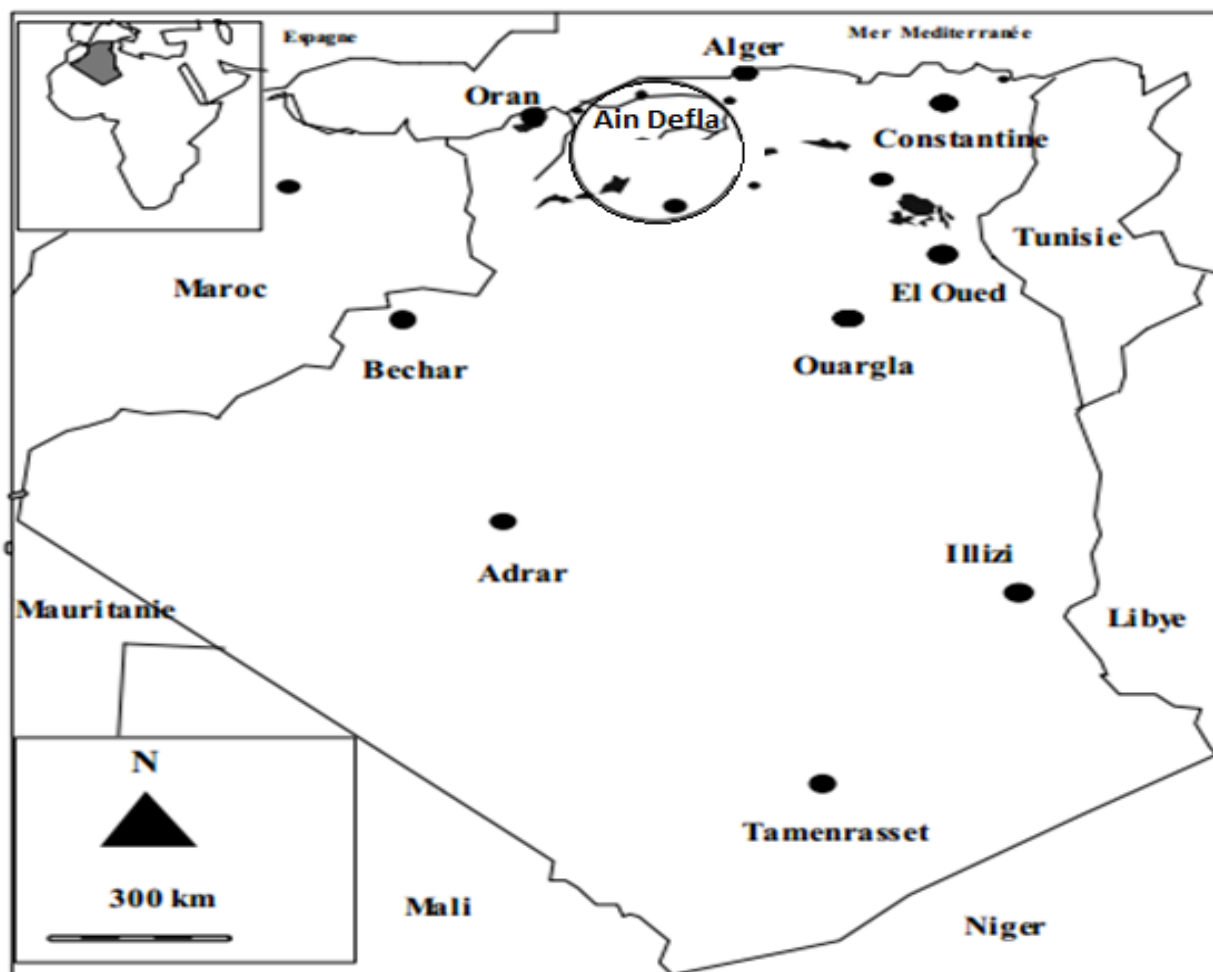 Espagne
Mer Mediterranée
Alger
Oran
Ain Defla
Constantine
Tunisie
Maroc
El Oued
Bechar
Ouargla
Adrar
Illizi
Mauritanie
Libye
N
Tamenrasset
300 km
Mali
Niger